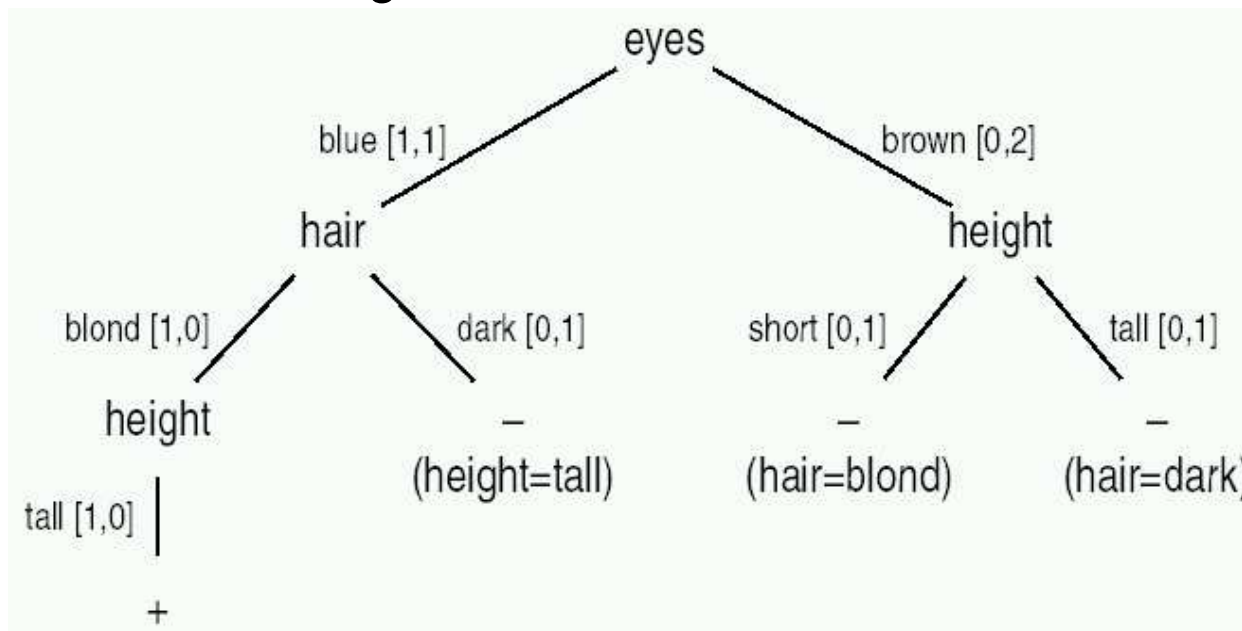 eyes
blue [1,1]
brown [0,2]
hair
height
blond [1,0]
dark [0,1]
short [0,1]
tall [0,1]
height
–
–
–
(height=tall)
(hair=blond)
(hair=dark)
tall [1,0]
+